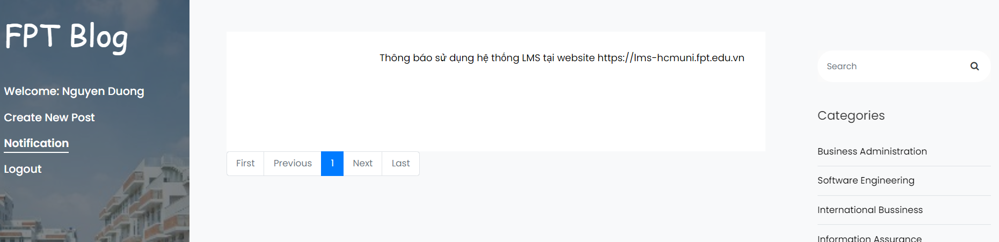 FPT Blog
Welcome: Nguyen Duong
Create New Post
Notification
Logout
Thông báo sử dụng hệ thống LMS tại website https://lms-hcmuni.fpt.edu.vn
First Previous 1 Next Last
Search
Categories
Business Administration
Software Engineering
International Bussiness
Information Assurance